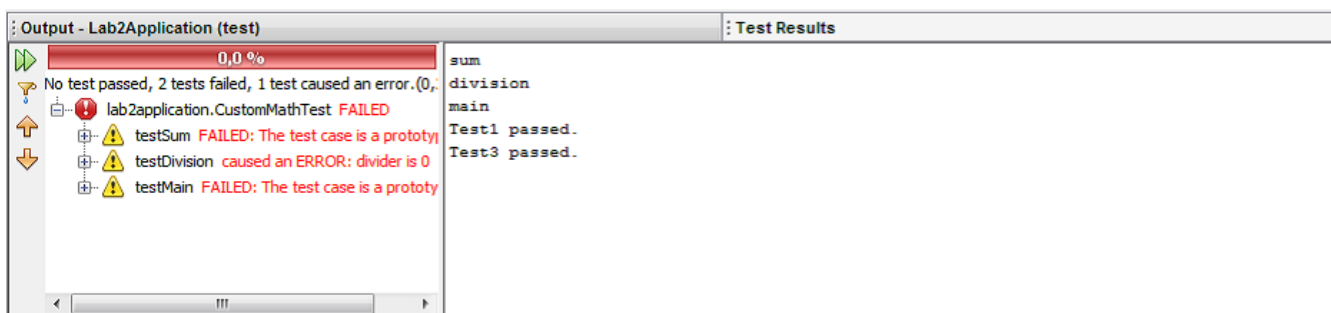 Output - Lab2Application (test)
Test Results
0,0 %
No test passed, 2 tests failed, 1 test caused an error.(0,
lab2application.CustomMathTest FAILED
testSum FAILED: The test case is a prototyp
testDivision caused an ERROR: divider is 0
testMain FAILED: The test case is a prototy
sum
division
main
Test1 passed.
Test3 passed.